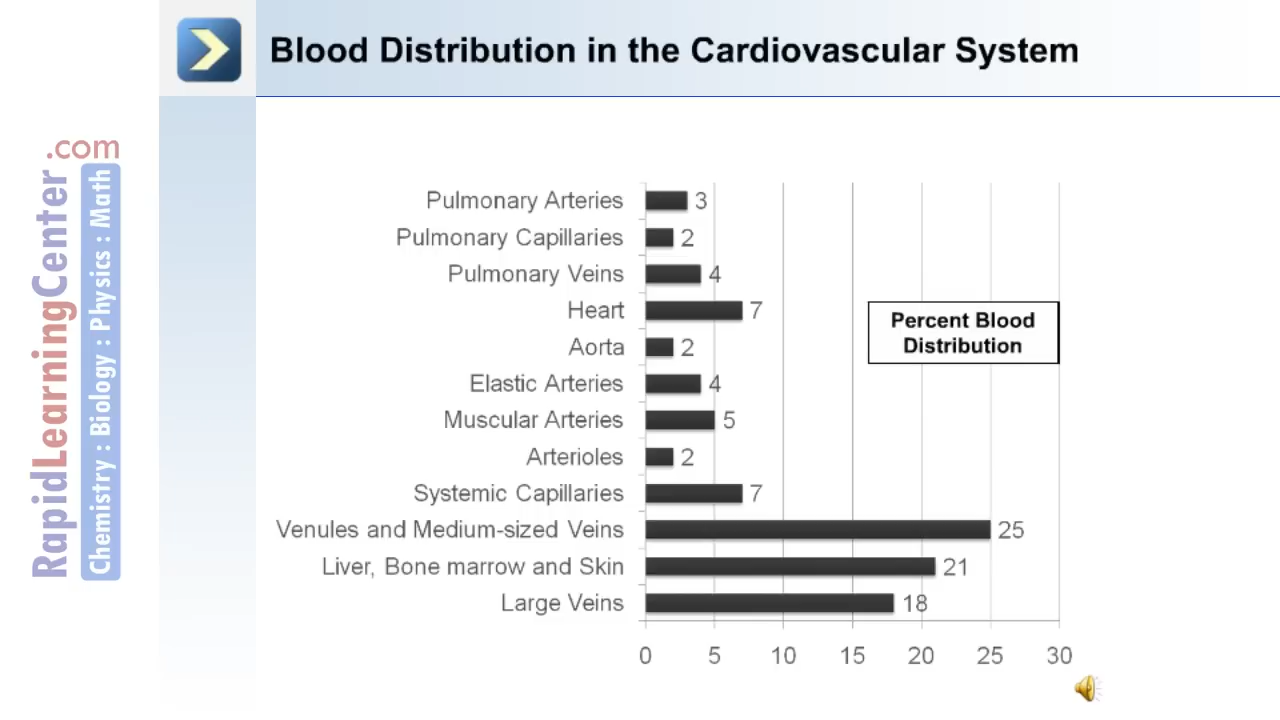 Blood Distribution in the Cardiovascular System
RapidLearningCenter.com
Chemistry : Biology : Physics : Math
Pulmonary Arteries 3
Pulmonary Capillaries 2
Pulmonary Veins 4
Heart 7
Percent Blood
Distribution
Aorta 2
Elastic Arteries 4
Muscular Arteries 5
Arterioles 2
Systemic Capillaries 7
Venules and Medium-sized Veins 25
Liver, Bone marrow and Skin 21
Large Veins 18
0 5 10 15 20 25 30